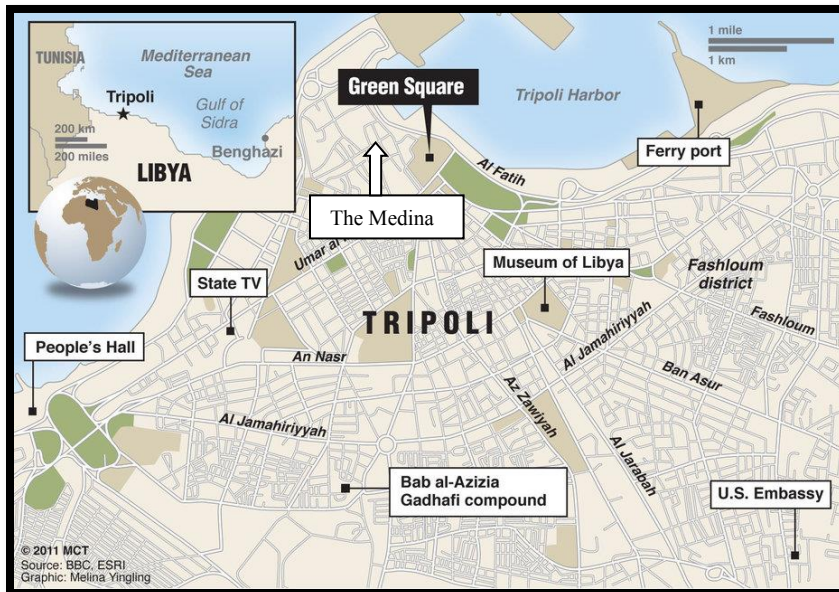 TUNISIA
Mediterranean
Sea
Tripoli
Gulf of
Sidra
200 km
200 miles
Benghazi
LIBYA
1 mile
1 km
Green Square
Tripoli Harbor
Ferry port
Al Fatih
The Medina
Umar al
State TV
Museum of Libya
Fashloum
district
TRIPOLI
People's Hall
An Nasr
Al Jamahiriyyah
Fashloum
Ban Asur
Al Jamahiriyyah
Az Zawiyah
Al Jarabah
Bab al-Azizia
Gadhafi compound
U.S. Embassy
© 2011 MCT
Source: BBC, ESRI
Graphic: Melina Yingling